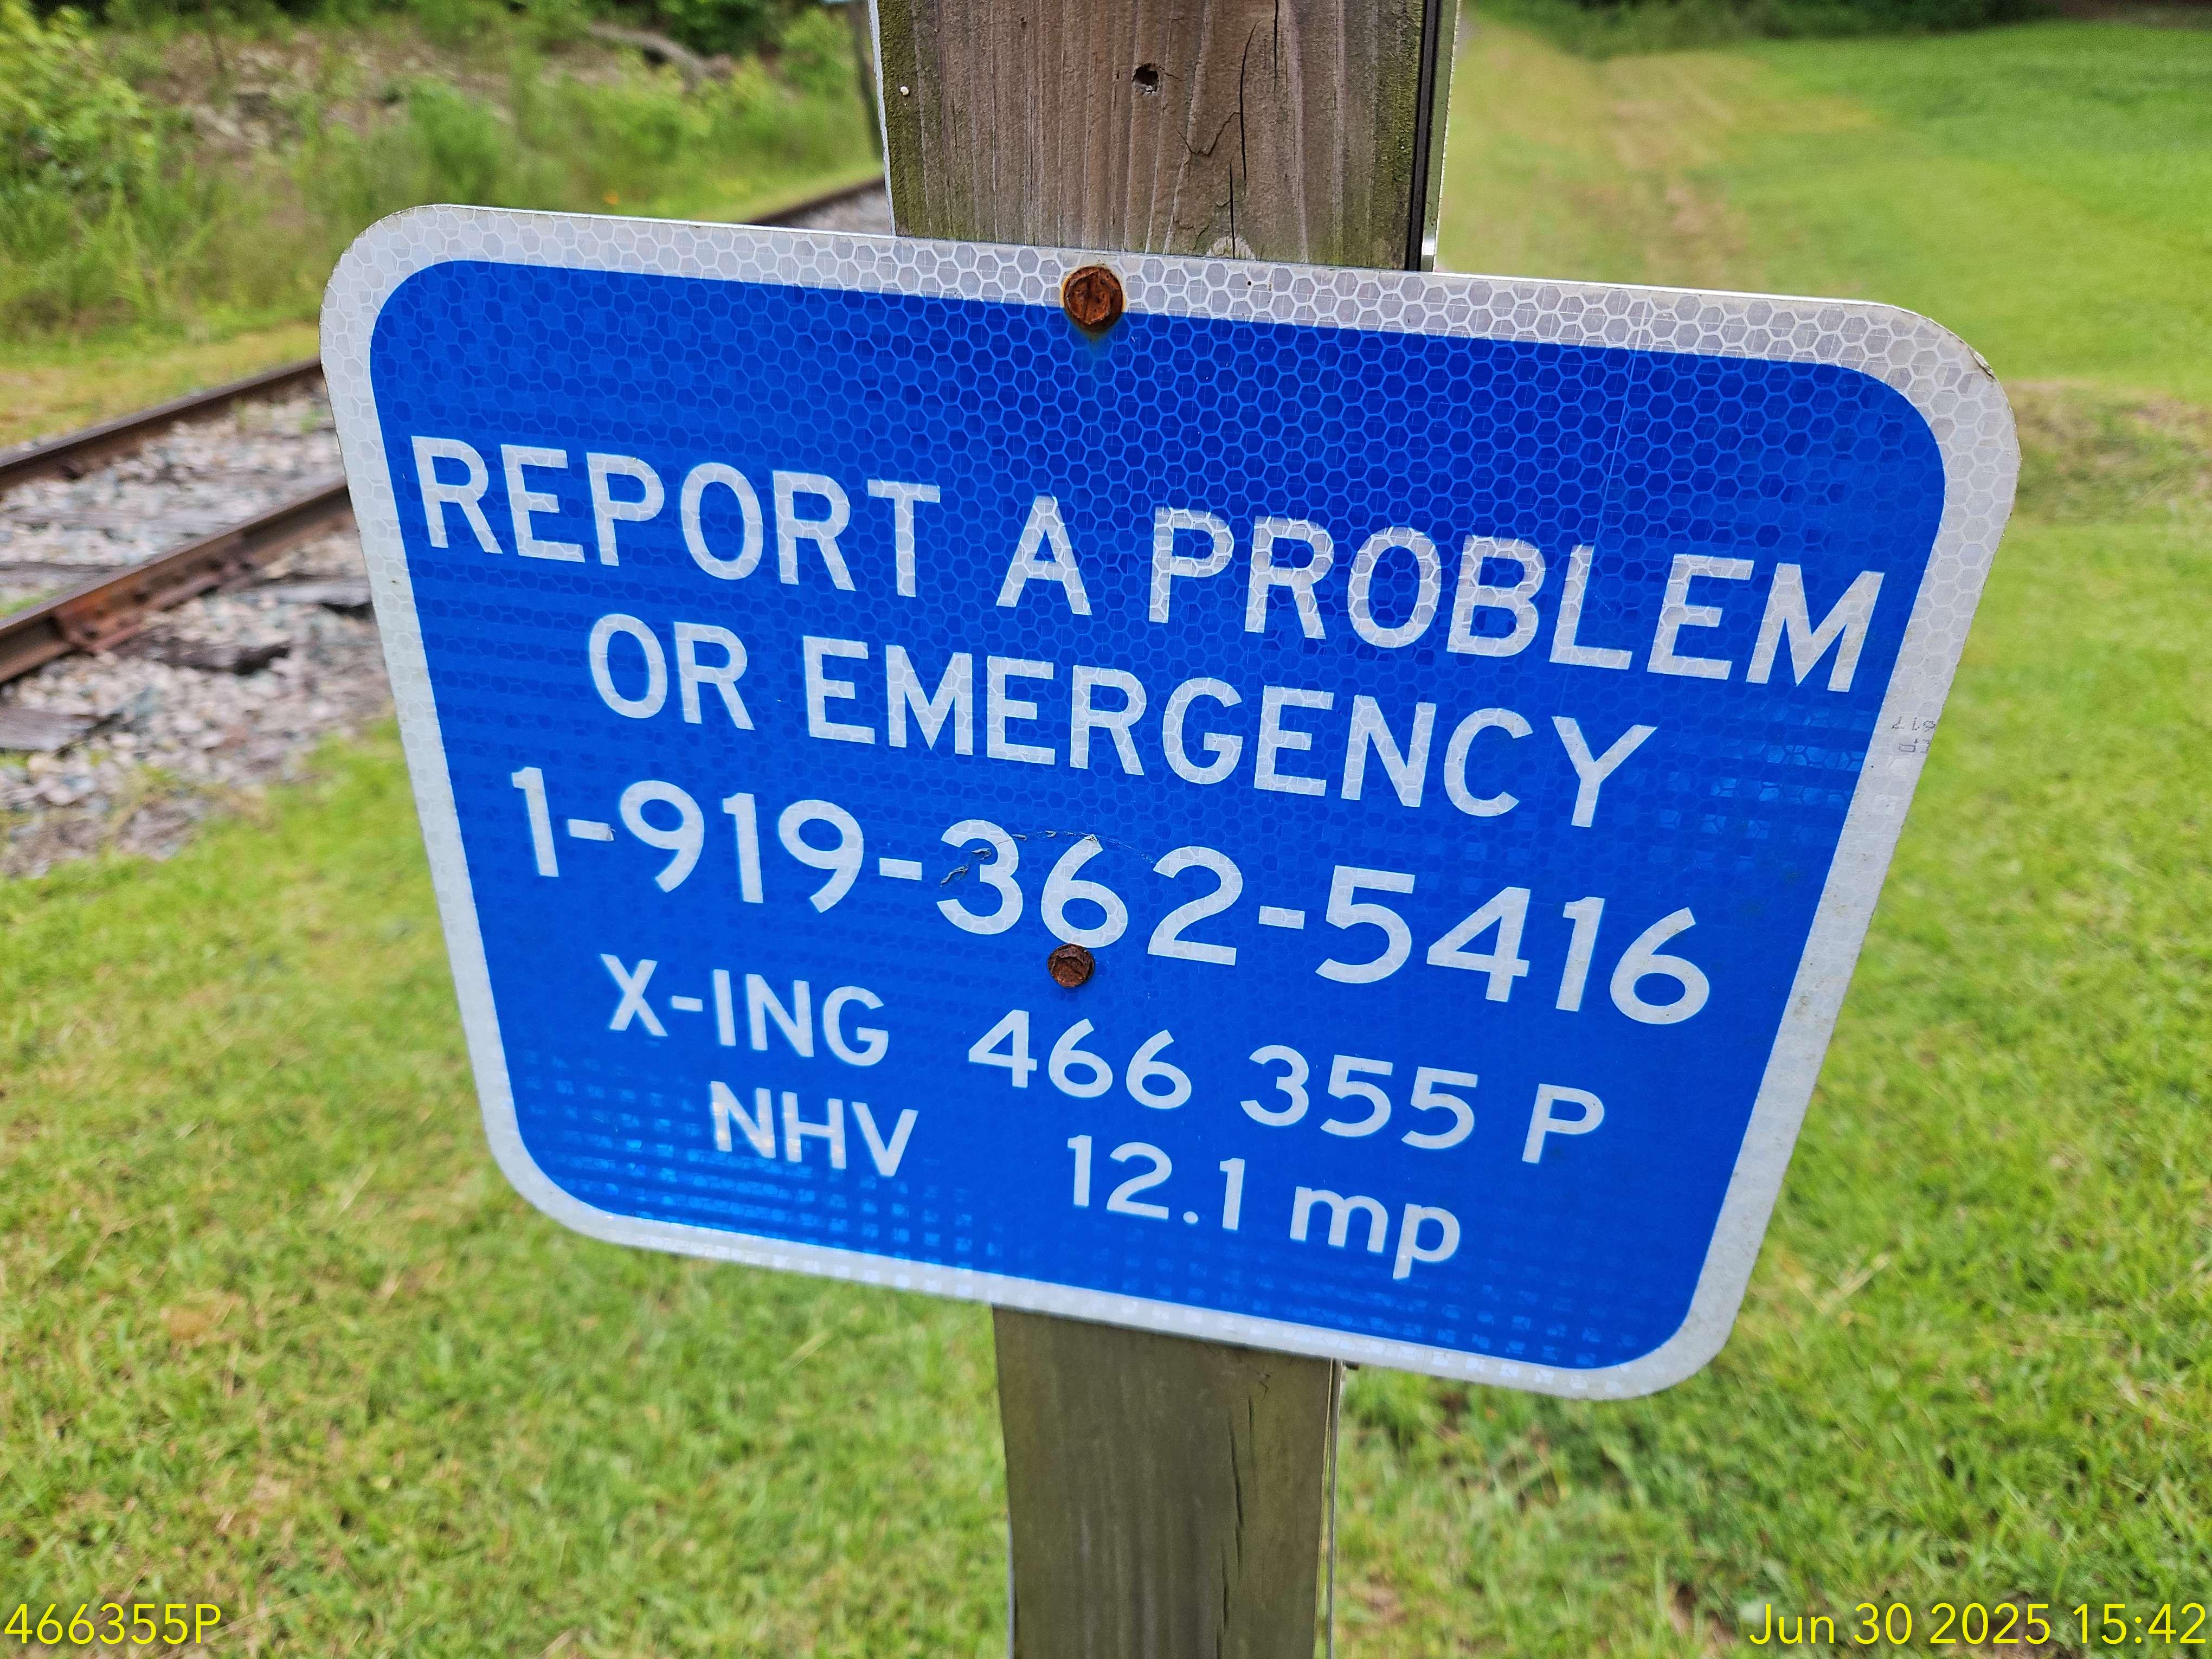 REPORT A PROBLEM
OR EMERGENCY
1-919-362-5416
X-ING 466 355 P
NHV 12.1 mp
466355P
Jun 30 2025 15:42